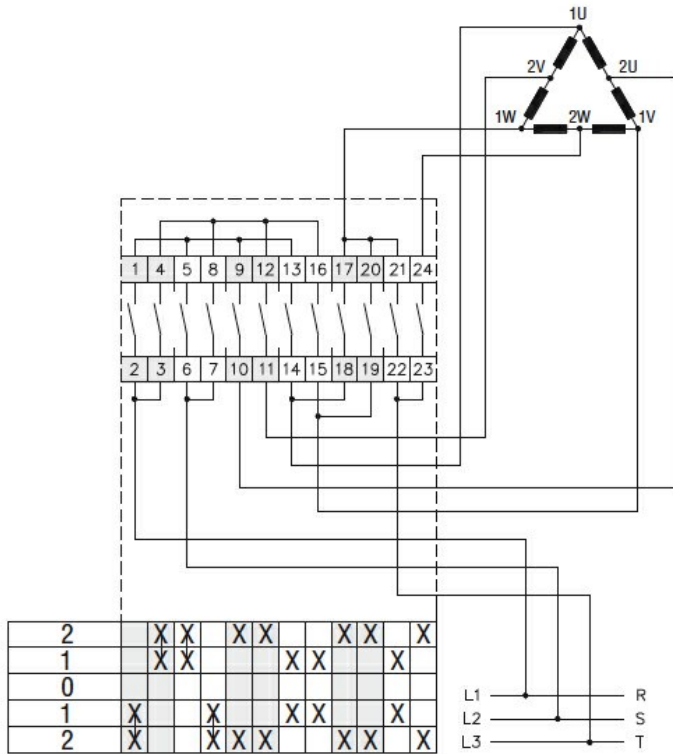 1U
2V 2U
1W 2W 1V
1 4 5 8 9 12 13 16 17 20 21 24
2 3 6 7 10 11 14 15 18 19 22 23
2 X X X X X X X
1 X X X X X
0
1 X X X X X
2 X X X X X X X
L1 R
L2 S
L3 T